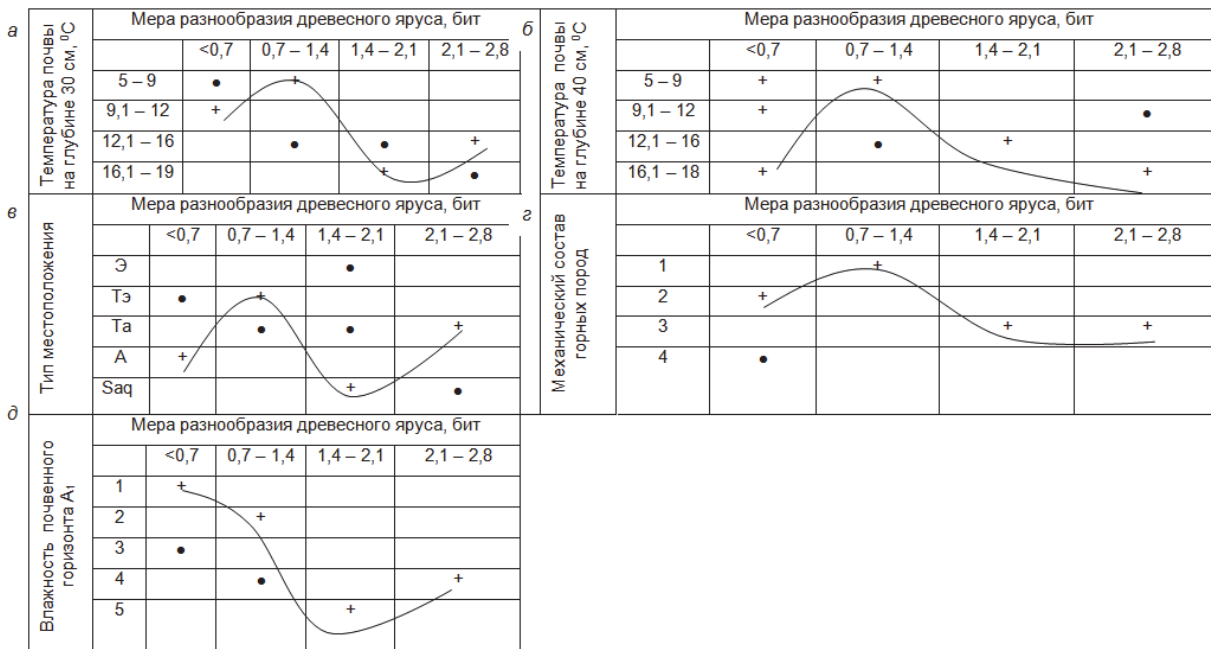 а
Температура почвы
на глубине 30 см, ⁰С
Мера разнообразия древесного яруса, бит
<0,7 0,7 – 1,4 1,4 – 2,1 2,1 – 2,8
5 – 9 • +
9,1 – 12 +
12,1 – 16 • • +
16,1 – 19 + •
б
Температура почвы
на глубине 40 см, ⁰С
Мера разнообразия древесного яруса, бит
<0,7 0,7 – 1,4 1,4 – 2,1 2,1 – 2,8
5 – 9 + +
9,1 – 12 + •
12,1 – 16 • +
16,1 – 18 + +
в
Тип местоположения
Мера разнообразия древесного яруса, бит
<0,7 0,7 – 1,4 1,4 – 2,1 2,1 – 2,8
Э •
Тэ • +
Та • • +
А +
Saq + •
г
Механический состав
горных пород
Мера разнообразия древесного яруса, бит
<0,7 0,7 – 1,4 1,4 – 2,1 2,1 – 2,8
1 +
2 +
3 + +
4 •
д
Влажность почвенного
горизонта А₁
Мера разнообразия древесного яруса, бит
<0,7 0,7 – 1,4 1,4 – 2,1 2,1 – 2,8
1 +
2 +
3 •
4 • +
5 +